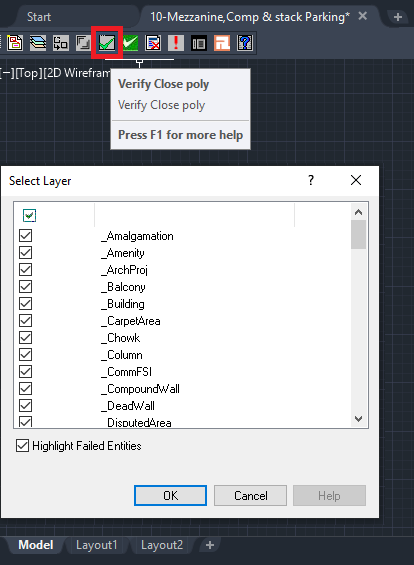 Start
10-Mezzanine,Comp & stack Parking*
[−][Top][2D Wirefram
Verify Close poly
Verify Close poly
Press F1 for more help
Select Layer
_Amalgamation
_Amenity
_ArchProj
_Balcony
_Building
_CarpetArea
_Chowk
_Column
_CommFSI
_CompoundWall
_DeadWall
_DisputedArea
Highlight Failed Entities
OK
Cancel
Help
Model
Layout1
Layout2